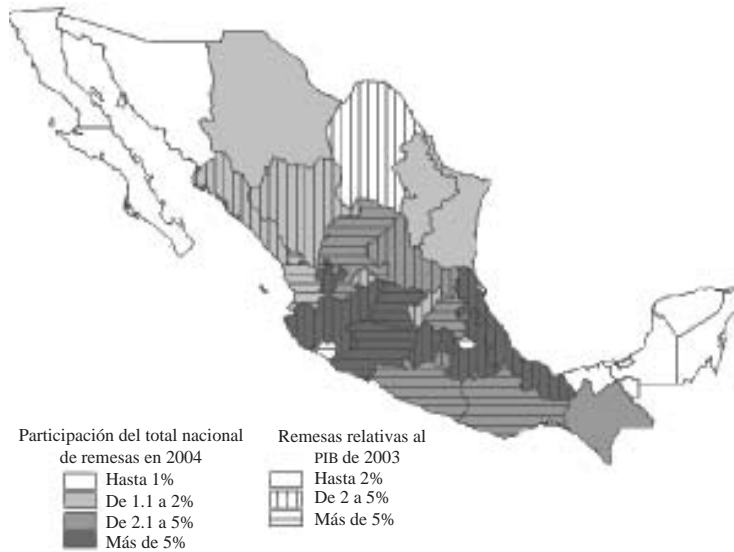 Participación del total nacional
de remesas en 2004
Hasta 1%
De 1.1 a 2%
De 2.1 a 5%
Más de 5%
Remesas relativas al
PIB de 2003
Hasta 2%
De 2 a 5%
Más de 5%